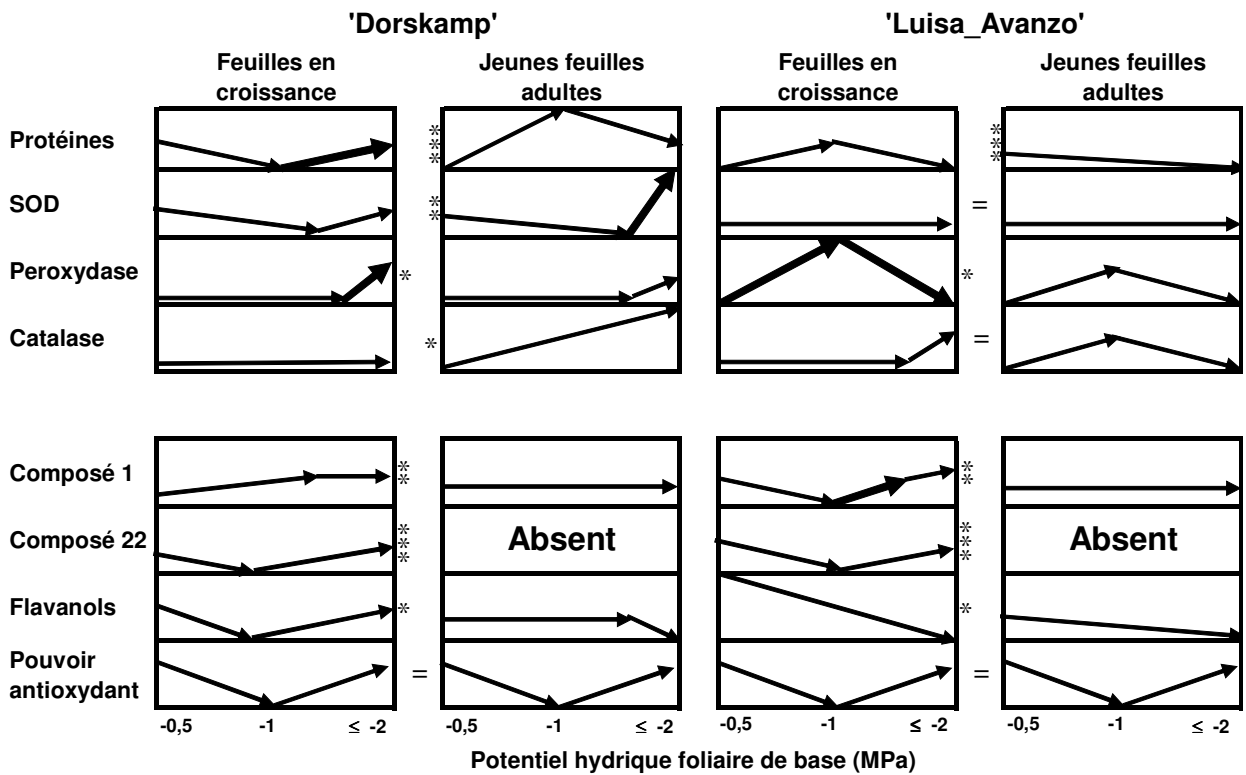 'Dorskamp' 'Luisa_Avanzo'
Feuilles en croissance
Jeunes feuilles adultes
Feuilles en croissance
Jeunes feuilles adultes
Protéines *** ***
SOD ** =
Peroxydase * *
Catalase * =
Composé 1 ** **
Composé 22 *** Absent *** Absent
Flavanols * *
Pouvoir antioxydant = =
-0,5 -1 ≤ -2 -0,5 -1 ≤ -2 -0,5 -1 ≤ -2 -0,5 -1 ≤ -2
Potentiel hydrique foliaire de base (MPa)